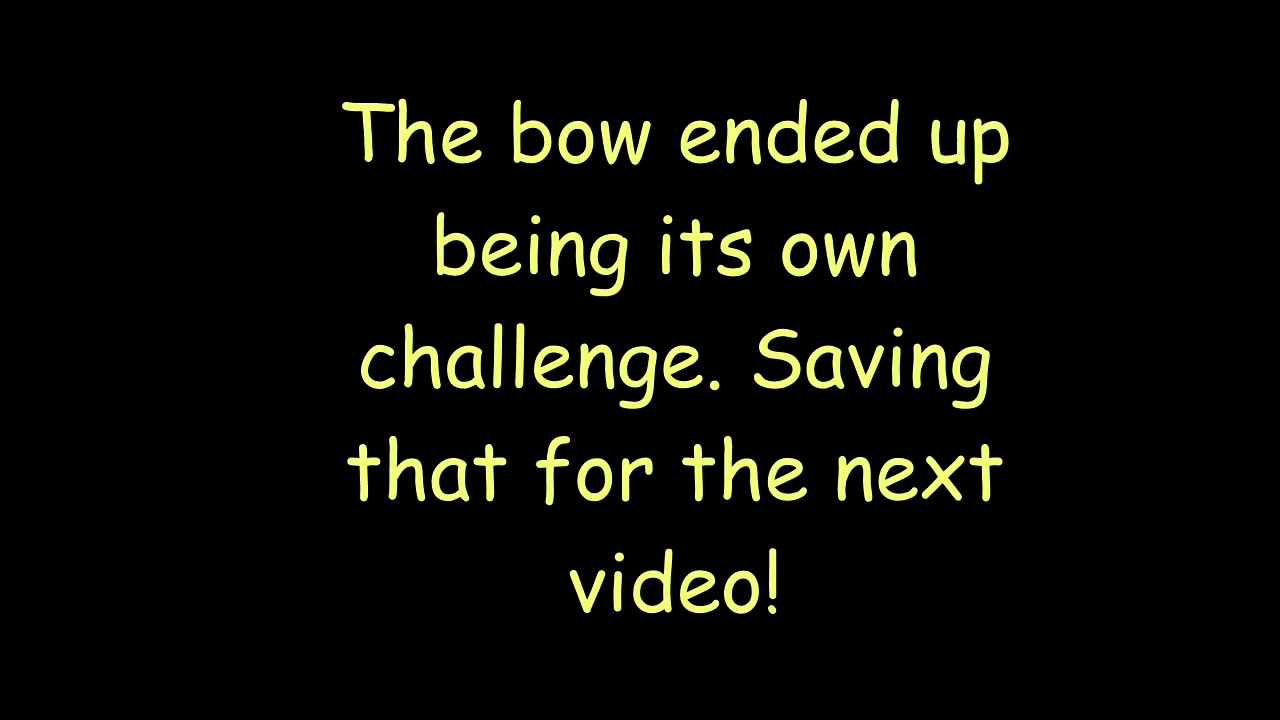 The bow ended up
being its own
challenge. Saving
that for the next
video!